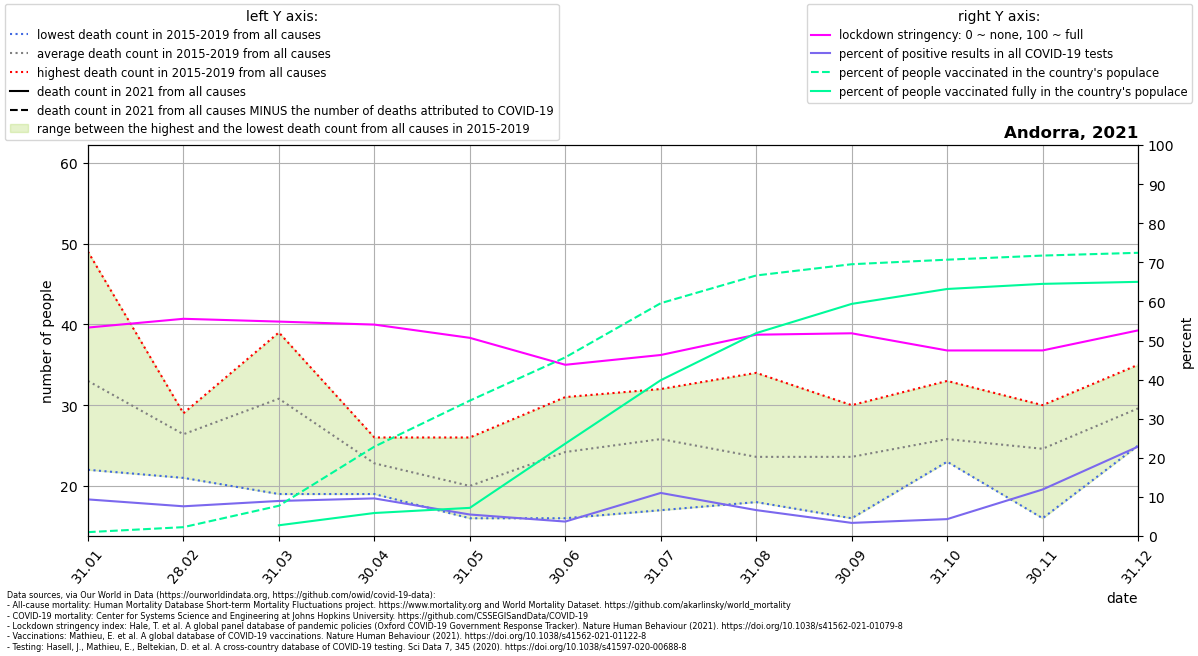 left Y axis:
lowest death count in 2015-2019 from all causes
average death count in 2015-2019 from all causes
highest death count in 2015-2019 from all causes
death count in 2021 from all causes
death count in 2021 from all causes MINUS the number of deaths attributed to COVID-19
range between the highest and the lowest death count from all causes in 2015-2019
right Y axis:
lockdown stringency: 0 ~ none, 100 ~ full
percent of positive results in all COVID-19 tests
percent of people vaccinated in the country's populace
percent of people vaccinated fully in the country's populace
Andorra, 2021
number of people
60
50
40
30
20
percent
100
90
80
70
60
50
40
30
20
10
0
31.01
28.02
31.03
30.04
31.05
30.06
31.07
31.08
30.09
31.10
30.11
31.12
date
Data sources, via Our World in Data (https://ourworldindata.org, https://github.com/owid/covid-19-data):
- All-cause mortality: Human Mortality Database Short-term Mortality Fluctuations project. https://www.mortality.org and World Mortality Dataset. https://github.com/akarlinsky/world_mortality
- COVID-19 mortality: Center for Systems Science and Engineering at Johns Hopkins University. https://github.com/CSSEGISandData/COVID-19
- Lockdown stringency index: Hale, T. et al. A global panel database of pandemic policies (Oxford COVID-19 Government Response Tracker). Nature Human Behaviour (2021). https://doi.org/10.1038/s41562-021-01079-8
- Vaccinations: Mathieu, E. et al. A global database of COVID-19 vaccinations. Nature Human Behaviour (2021). https://doi.org/10.1038/s41562-021-01122-8
- Testing: Hasell, J., Mathieu, E., Beltekian, D. et al. A cross-country database of COVID-19 testing. Sci Data 7, 345 (2020). https://doi.org/10.1038/s41597-020-00688-8